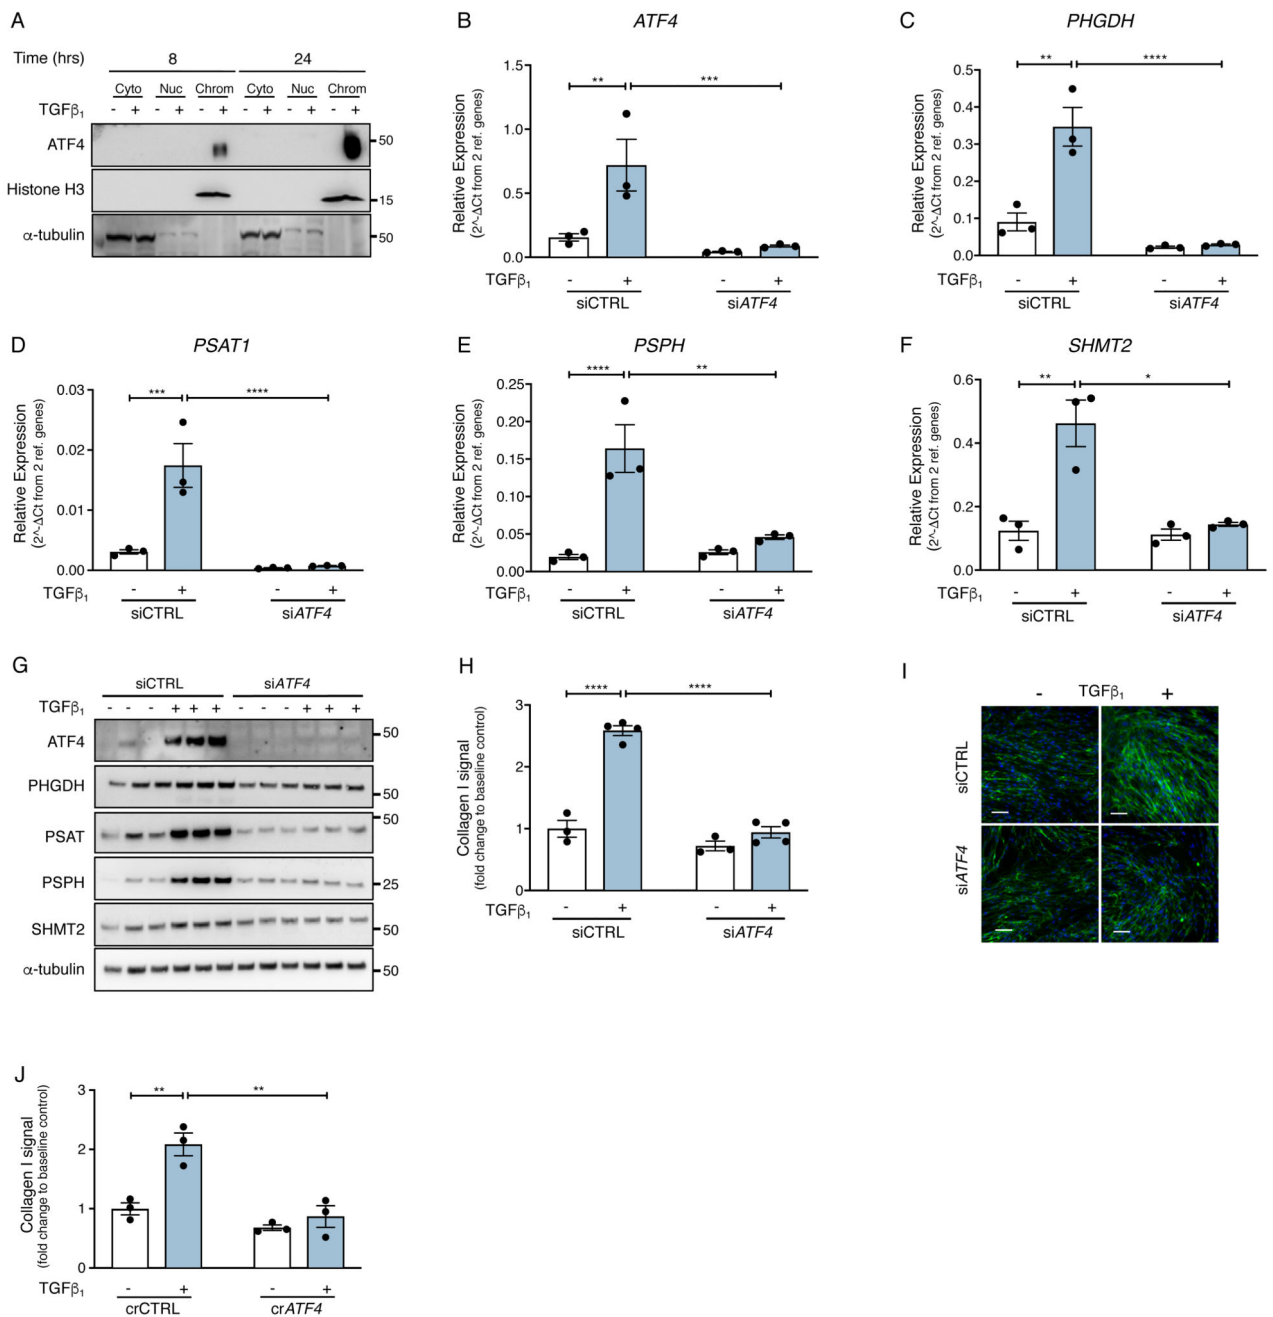 A
Time (hrs) 8 24
Cyto Nuc Chrom Cyto Nuc Chrom
TGFβ1 - + - + - + - + - + - +
ATF4 50
Histone H3 15
α-tubulin 50
B
ATF4
Relative Expression
(2^-ΔCt from 2 ref. genes)
1.5
1.0
0.5
0.0
** ***
TGFβ1 - + - +
siCTRL siATF4
C
PHGDH
Relative Expression
(2^-ΔCt from 2 ref. genes)
0.5
0.4
0.3
0.2
0.1
0.0
** ****
TGFβ1 - + - +
siCTRL siATF4
D
PSAT1
Relative Expression
(2^-ΔCt from 2 ref. genes)
0.03
0.02
0.01
0.00
*** ****
TGFβ1 - + - +
siCTRL siATF4
E
PSPH
Relative Expression
(2^-ΔCt from 2 ref. genes)
0.25
0.20
0.15
0.10
0.05
0.00
**** **
TGFβ1 - + - +
siCTRL siATF4
F
SHMT2
Relative Expression
(2^-ΔCt from 2 ref. genes)
0.6
0.4
0.2
0.0
** *
TGFβ1 - + - +
siCTRL siATF4
G
siCTRL siATF4
TGFβ1 - - - + + + - - - + + +
ATF4 50
PHGDH 50
PSAT 50
PSPH 25
SHMT2 50
α-tubulin 50
H
Collagen I signal
(fold change to baseline control)
3
2
1
0
**** ****
TGFβ1 - + - +
siCTRL siATF4
I
- TGFβ1 +
siCTRL
siATF4
J
Collagen I signal
(fold change to baseline control)
3
2
1
0
** **
TGFβ1 - + - +
crCTRL crATF4